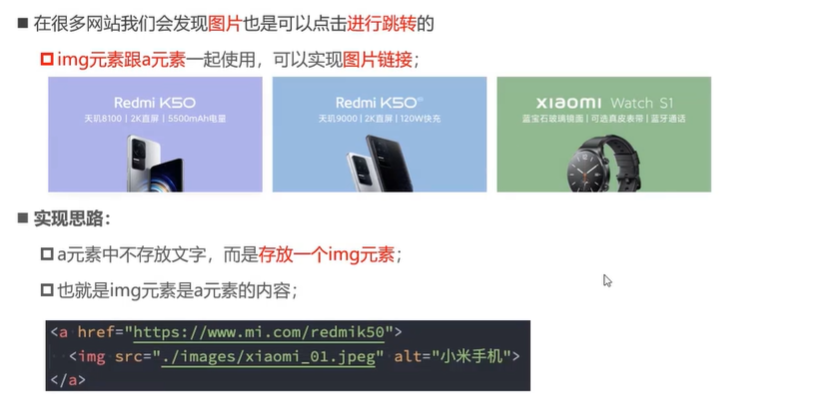 在很多网站我们会发现图片也是可以点击进行跳转的
img元素跟a元素一起使用，可以实现图片链接；
Redmi K50
天玑8100 | 2K直屏 | 5500mAh电量
Redmi K50
天玑9000 | 2K直屏 | 120W快充
xiaomi Watch S1
蓝宝石玻璃镜面 | 可选真皮表带 | 蓝牙通话
实现思路：
a元素中不存放文字，而是存放一个img元素；
也就是img元素是a元素的内容；
<a href="https://www.mi.com/redmik50">
<img src="./images/xiaomi_01.jpeg" alt="小米手机">
</a>